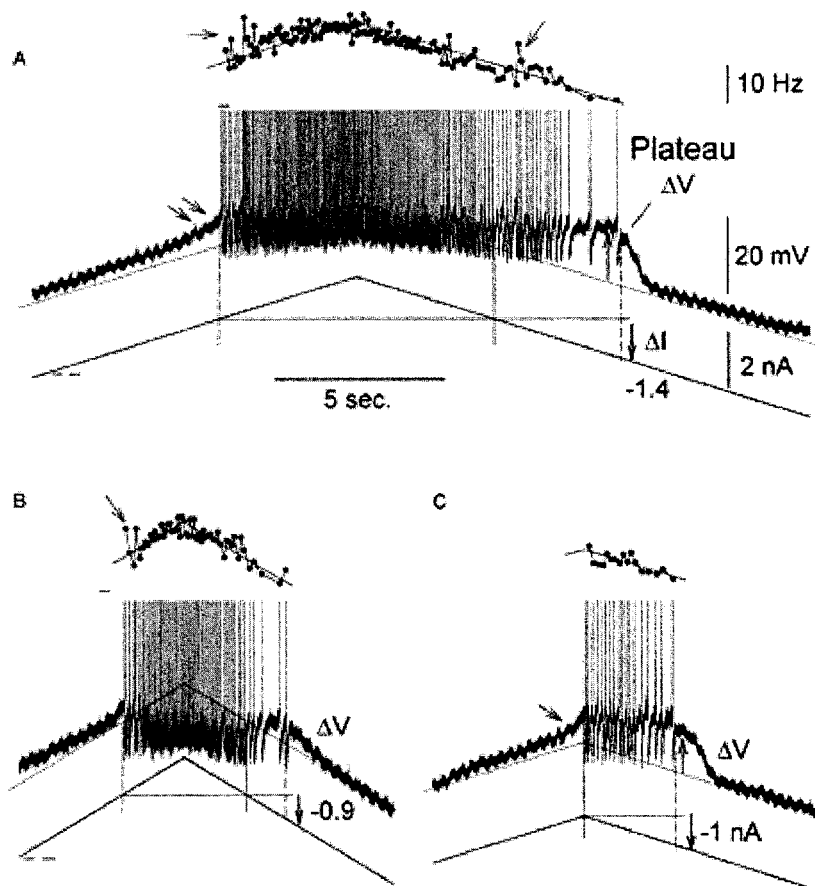 A
10 Hz
Plateau
ΔV
20 mV
ΔI
2 nA
-1.4
5 sec.
B
C
ΔV
ΔV
-0.9
-1 nA